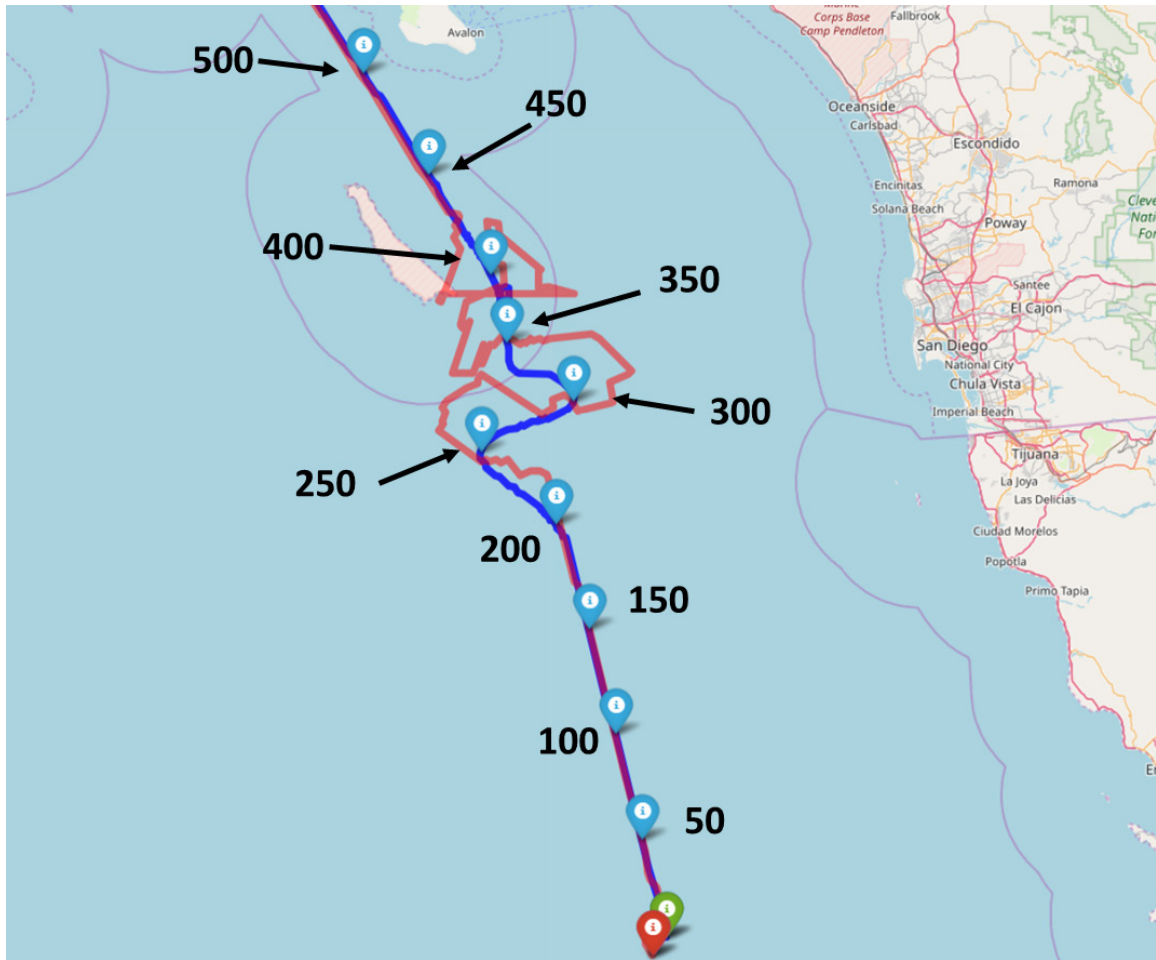 Corps Base
Camp Pendleton
Fallbrook
Avalon
500
450
Oceanside
Carlsbad
Escondido
Encinitas
Ramona
Solana Beach
Poway
400
350
Santee
El Cajon
San Diego
National City
Chula Vista
300
Imperial Beach
Tijuana
250
La Joya
Las Delicias
200
Ciudad Morelos
Popotla
150
Primo Tapia
100
50